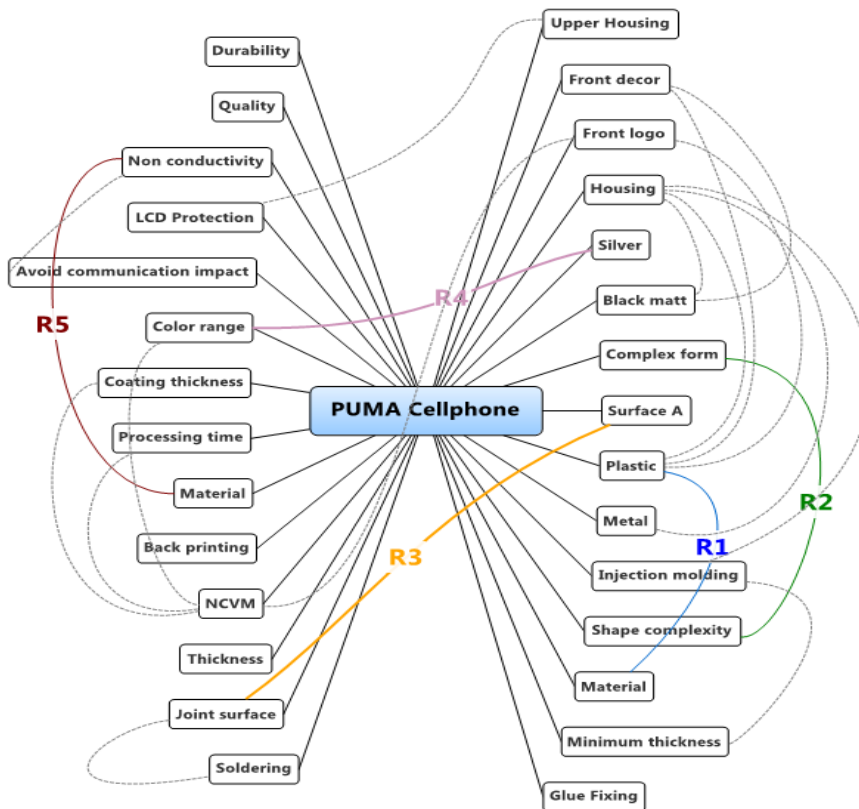 Upper Housing
Durability
Front decor
Quality
Front logo
Non conductivity
Housing
LCD Protection
Silver
Avoid communication impact
R4
Black matt
R5
Color range
Complex form
Coating thickness
PUMA Cellphone
Surface A
Processing time
Plastic
Material
R2
Metal
Back printing
R1
R3
Injection molding
NCVM
Shape complexity
Thickness
Material
Joint surface
Minimum thickness
Soldering
Glue Fixing